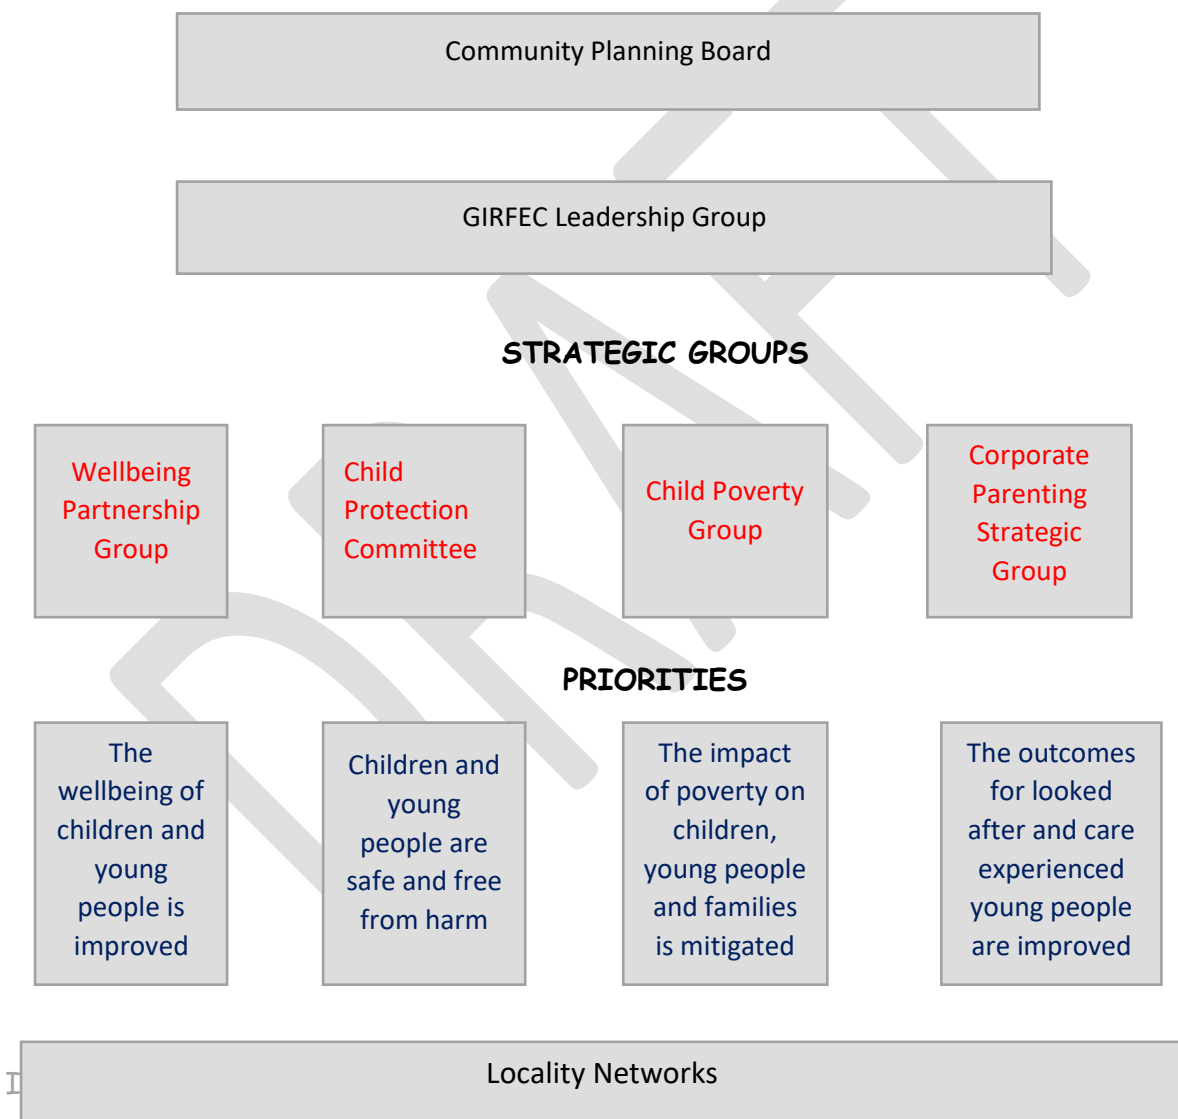 Community Planning Board
GIRFEC Leadership Group
STRATEGIC GROUPS
Wellbeing
Partnership
Group
Child
Protection
Committee
Child Poverty
Group
Corporate
Parenting
Strategic
Group
PRIORITIES
The
wellbeing of
children and
young
people is
improved
Children and
young
people are
safe and free
from harm
The impact
of poverty on
children,
young people
and families
is mitigated
The outcomes
for looked
after and care
experienced
young people
are improved
Locality Networks
DRAFT